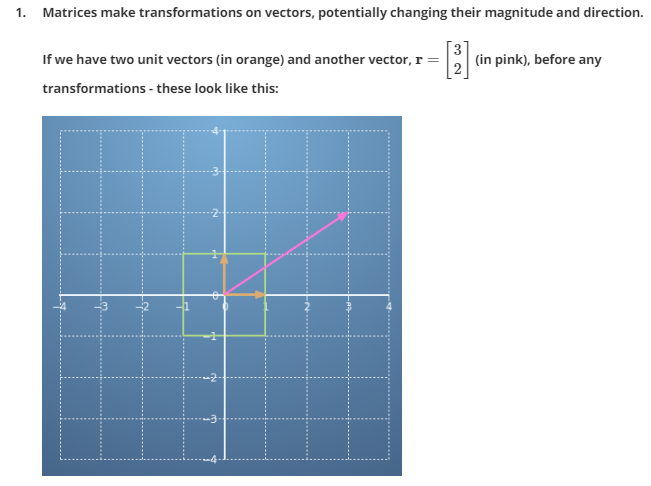 1. Matrices make transformations on vectors, potentially changing their magnitude and direction.
If we have two unit vectors (in orange) and another vector, r = [3 2] (in pink), before any
transformations - these look like this:
4
3
2
1
0
-4 -3 -2 -1 0 1 2 3 4
-1
-2
-3
-4